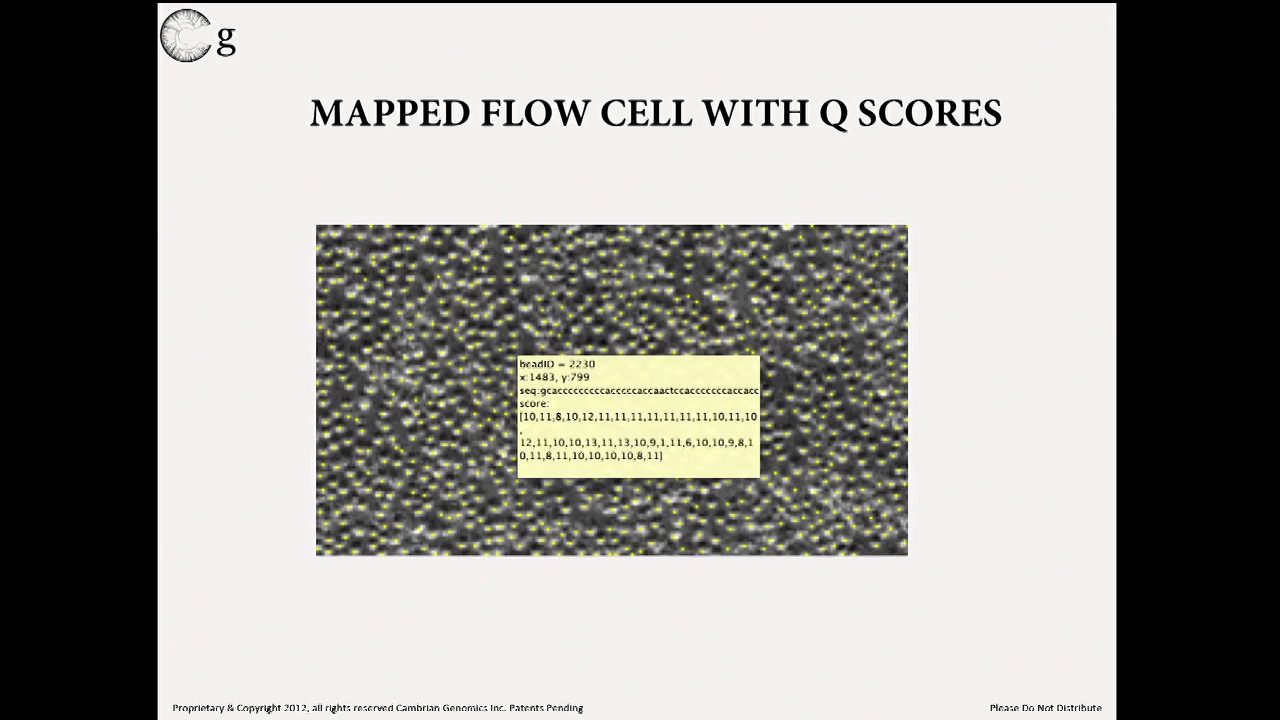 Cg
MAPPED FLOW CELL WITH Q SCORES
beadID = 2230
x:1483, y:799
seq:gcacccccccccacccccaccaactccacccccccaccacc
score:
[10,11,8,10,12,11,11,11,11,11,11,11,10,11,10
,
12,11,10,10,13,11,13,10,9,1,11,6,10,10,9,8,1
0,11,8,11,10,10,10,10,8,11]
Proprietary & Copyright 2012, all rights reserved Cambrian Genomics Inc. Patents Pending
Please Do Not Distribute